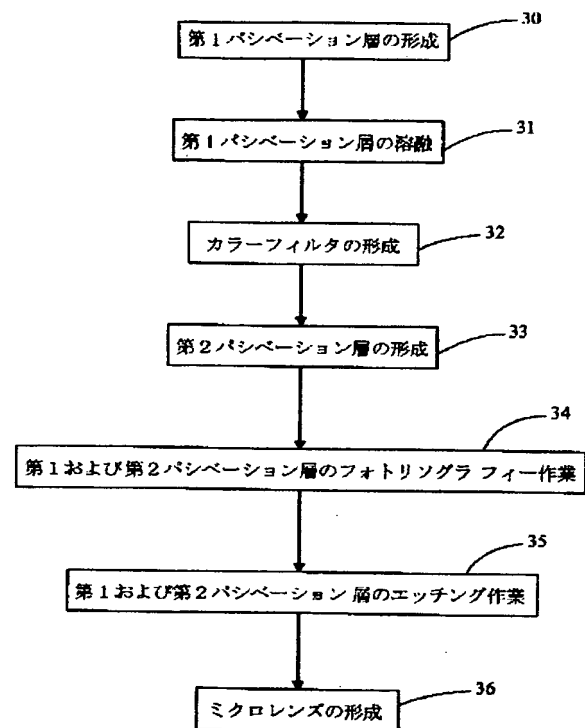 30
第1パシベーション層の形成
31
第1パシベーション層の溶融
32
カラーフィルタの形成
33
第2パシベーション層の形成
34
第1および第2パシベーション層のフォトリソグラ フィー作業
35
第1および第2パシベーション 層のエッチング作業
36
ミクロレンズの形成